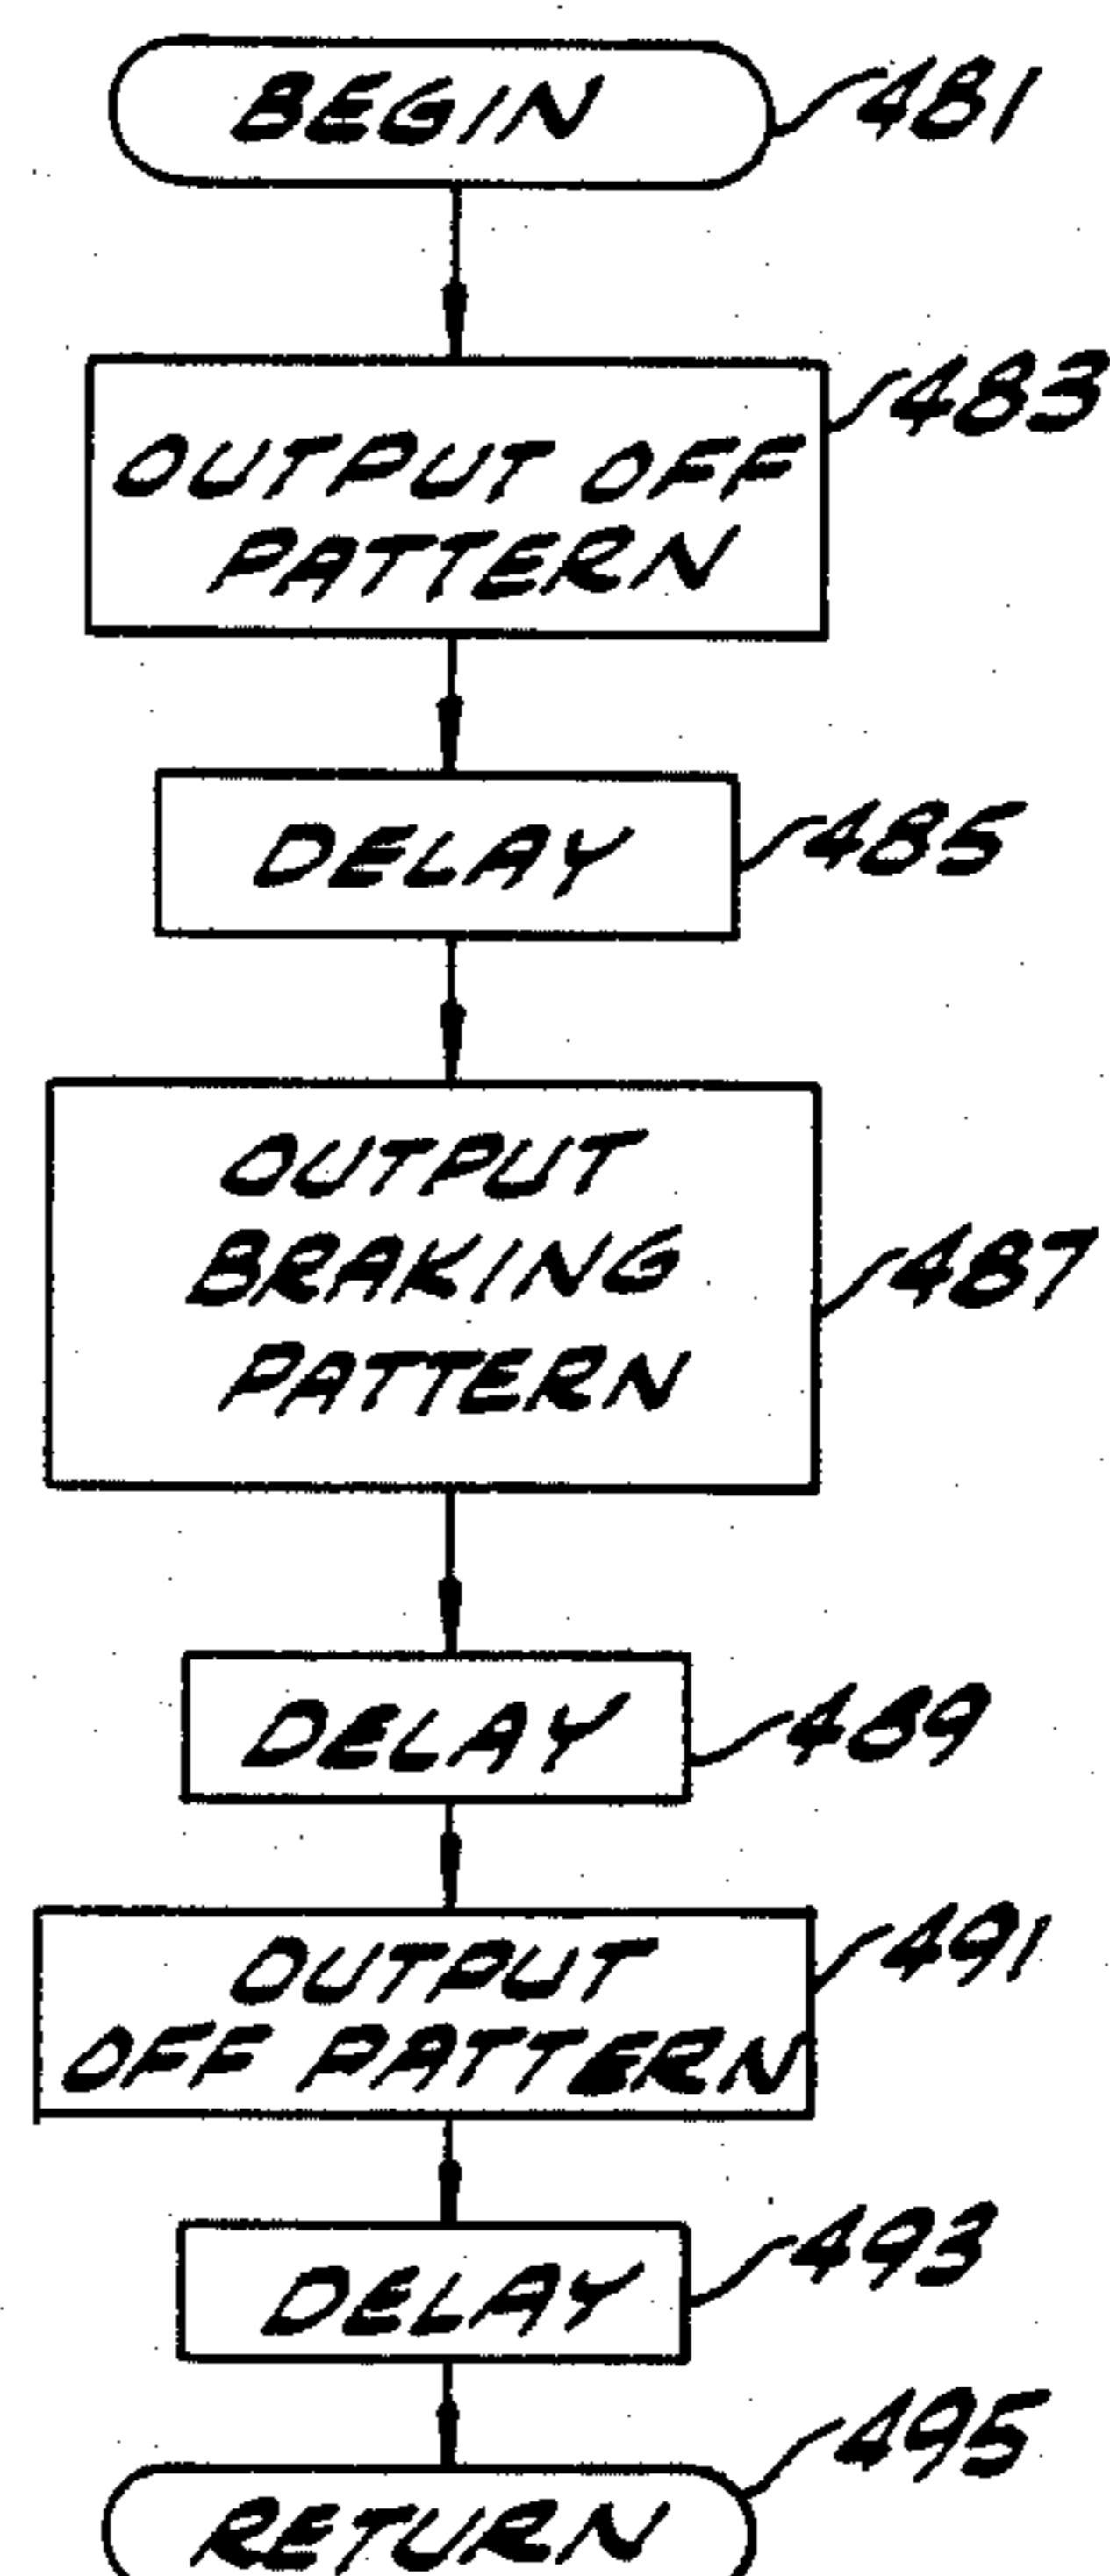 BEGIN
481
483
OUTPUT OFF
PATTERN
DELAY
485
OUTPUT
BRAKING
PATTERN
487
DELAY
489
OUTPUT
OFF PATTERN
491
DELAY
493
RETURN
495